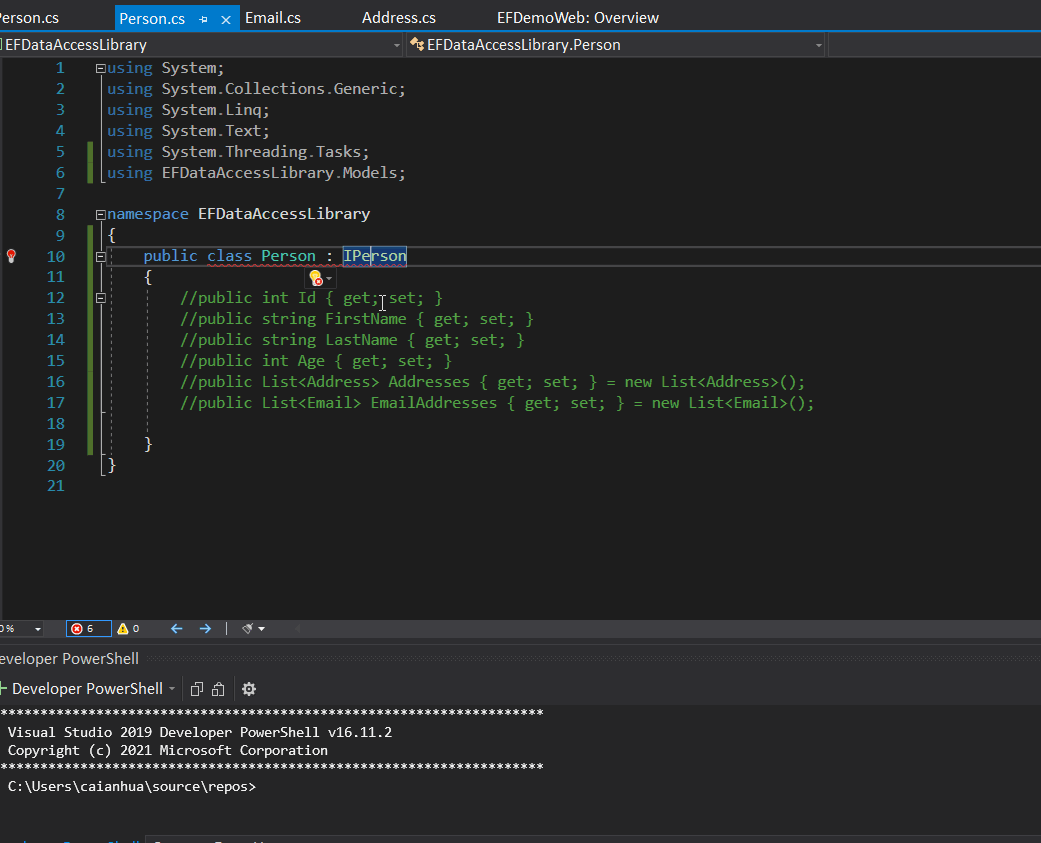 erson.cs Person.cs Email.cs Address.cs EFDemoWeb: Overview
EFDataAccessLibrary EFDataAccessLibrary.Person
1 using System;
2 using System.Collections.Generic;
3 using System.Linq;
4 using System.Text;
5 using System.Threading.Tasks;
6 using EFDataAccessLibrary.Models;
7
8 namespace EFDataAccessLibrary
9 {
10 public class Person : IPerson
11 {
12 //public int Id { get; set; }
13 //public string FirstName { get; set; }
14 //public string LastName { get; set; }
15 //public int Age { get; set; }
16 //public List<Address> Addresses { get; set; } = new List<Address>();
17 //public List<Email> EmailAddresses { get; set; } = new List<Email>();
18
19 }
20 }
21
0 % 6 0
eveloper PowerShell
Developer PowerShell
**********************************************************************
Visual Studio 2019 Developer PowerShell v16.11.2
Copyright (c) 2021 Microsoft Corporation
**********************************************************************
C:\Users\caianhua\source\repos>